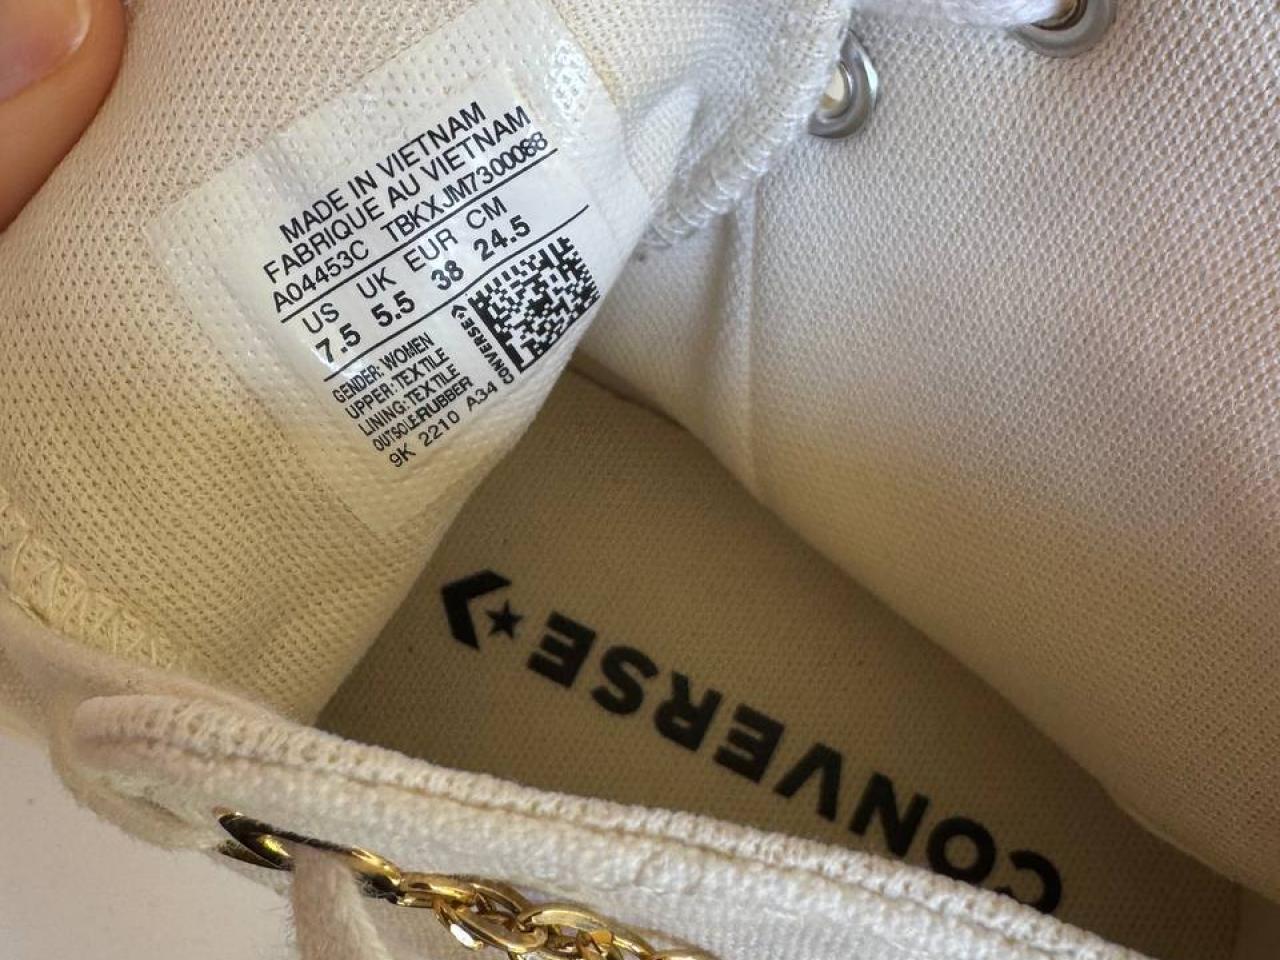 MADE IN VIETNAM
FABRIQUE AU VIETNAM
A04453C TBKXJM7300088
US UK EUR CM
7.5 5.5 38 24.5
GENDER: WOMEN
UPPER: TEXTILE
LINING: TEXTILE
OUTSOLE: RUBBER
9K 2210 A34
CONVERSE
CONVERSE